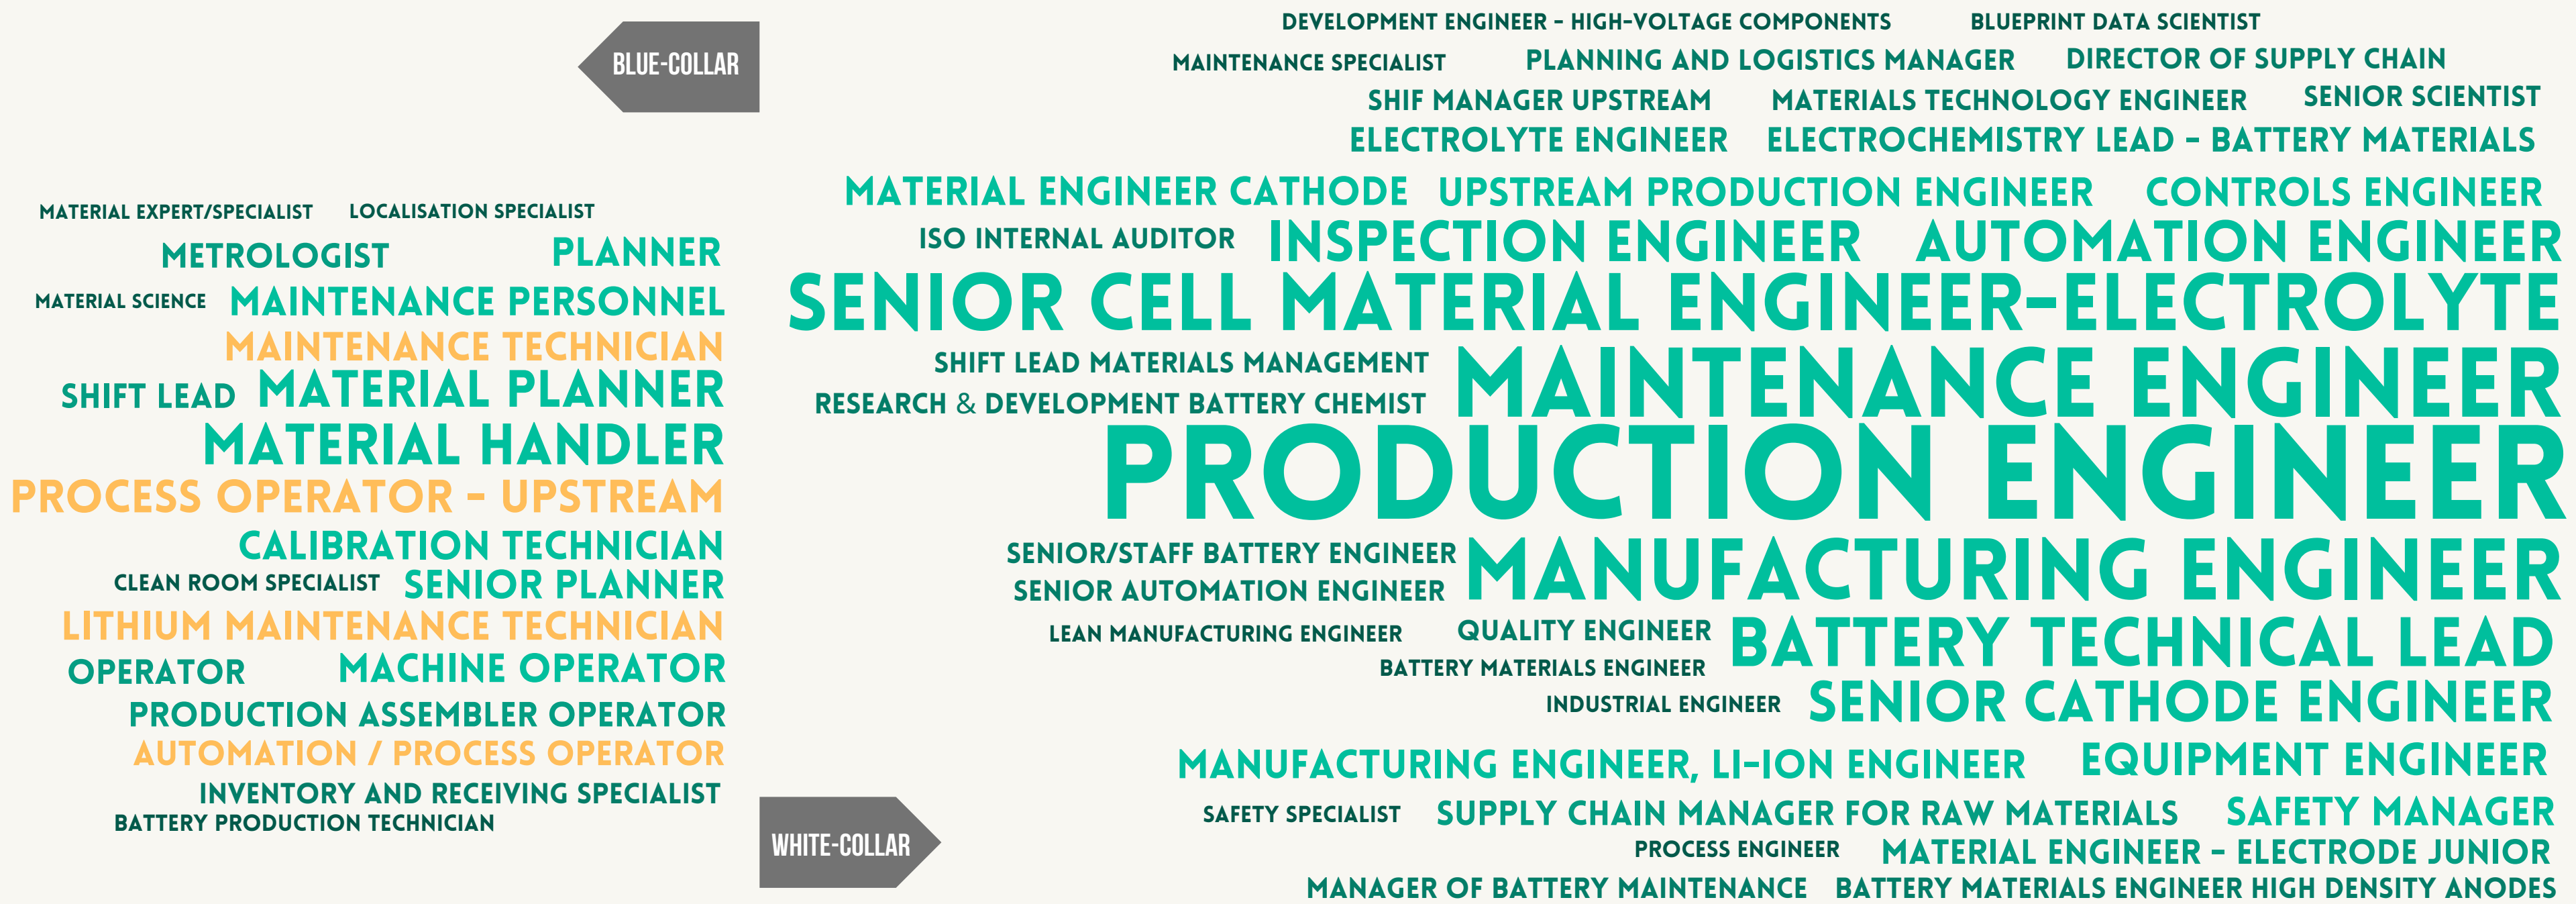 BLUE-COLLAR
MATERIAL EXPERT/SPECIALIST LOCALISATION SPECIALIST
METROLOGIST PLANNER
MATERIAL SCIENCE MAINTENANCE PERSONNEL
MAINTENANCE TECHNICIAN
SHIFT LEAD MATERIAL PLANNER
MATERIAL HANDLER
PROCESS OPERATOR - UPSTREAM
CALIBRATION TECHNICIAN
CLEAN ROOM SPECIALIST SENIOR PLANNER
LITHIUM MAINTENANCE TECHNICIAN
OPERATOR MACHINE OPERATOR
PRODUCTION ASSEMBLER OPERATOR
AUTOMATION / PROCESS OPERATOR
INVENTORY AND RECEIVING SPECIALIST
BATTERY PRODUCTION TECHNICIAN
DEVELOPMENT ENGINEER - HIGH-VOLTAGE COMPONENTS BLUEPRINT DATA SCIENTIST
MAINTENANCE SPECIALIST PLANNING AND LOGISTICS MANAGER DIRECTOR OF SUPPLY CHAIN
SHIF MANAGER UPSTREAM MATERIALS TECHNOLOGY ENGINEER SENIOR SCIENTIST
ELECTROLYTE ENGINEER ELECTROCHEMISTRY LEAD - BATTERY MATERIALS
MATERIAL ENGINEER CATHODE UPSTREAM PRODUCTION ENGINEER CONTROLS ENGINEER
ISO INTERNAL AUDITOR INSPECTION ENGINEER AUTOMATION ENGINEER
SENIOR CELL MATERIAL ENGINEER-ELECTROLYTE
SHIFT LEAD MATERIALS MANAGEMENT MAINTENANCE ENGINEER
RESEARCH & DEVELOPMENT BATTERY CHEMIST
PRODUCTION ENGINEER
SENIOR/STAFF BATTERY ENGINEER MANUFACTURING ENGINEER
SENIOR AUTOMATION ENGINEER
LEAN MANUFACTURING ENGINEER QUALITY ENGINEER BATTERY TECHNICAL LEAD
BATTERY MATERIALS ENGINEER
INDUSTRIAL ENGINEER SENIOR CATHODE ENGINEER
MANUFACTURING ENGINEER, LI-ION ENGINEER EQUIPMENT ENGINEER
SAFETY SPECIALIST SUPPLY CHAIN MANAGER FOR RAW MATERIALS SAFETY MANAGER
PROCESS ENGINEER MATERIAL ENGINEER - ELECTRODE JUNIOR
MANAGER OF BATTERY MAINTENANCE BATTERY MATERIALS ENGINEER HIGH DENSITY ANODES
WHITE-COLLAR